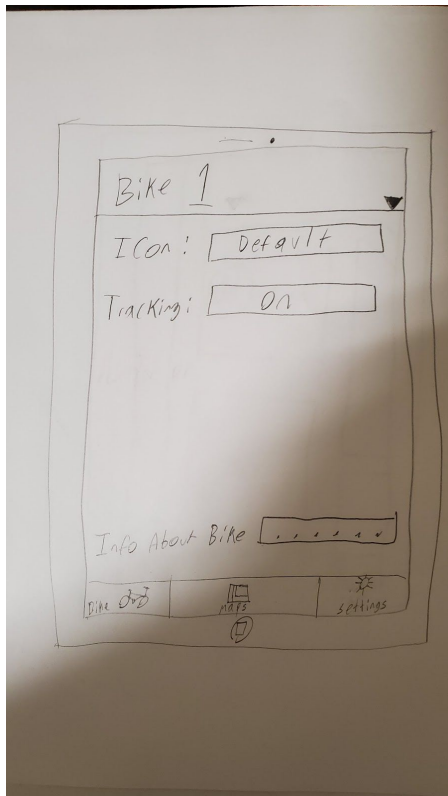 Bike 1
Icon: Default
Tracking: On
Info About Bike ......
Bike maps settings